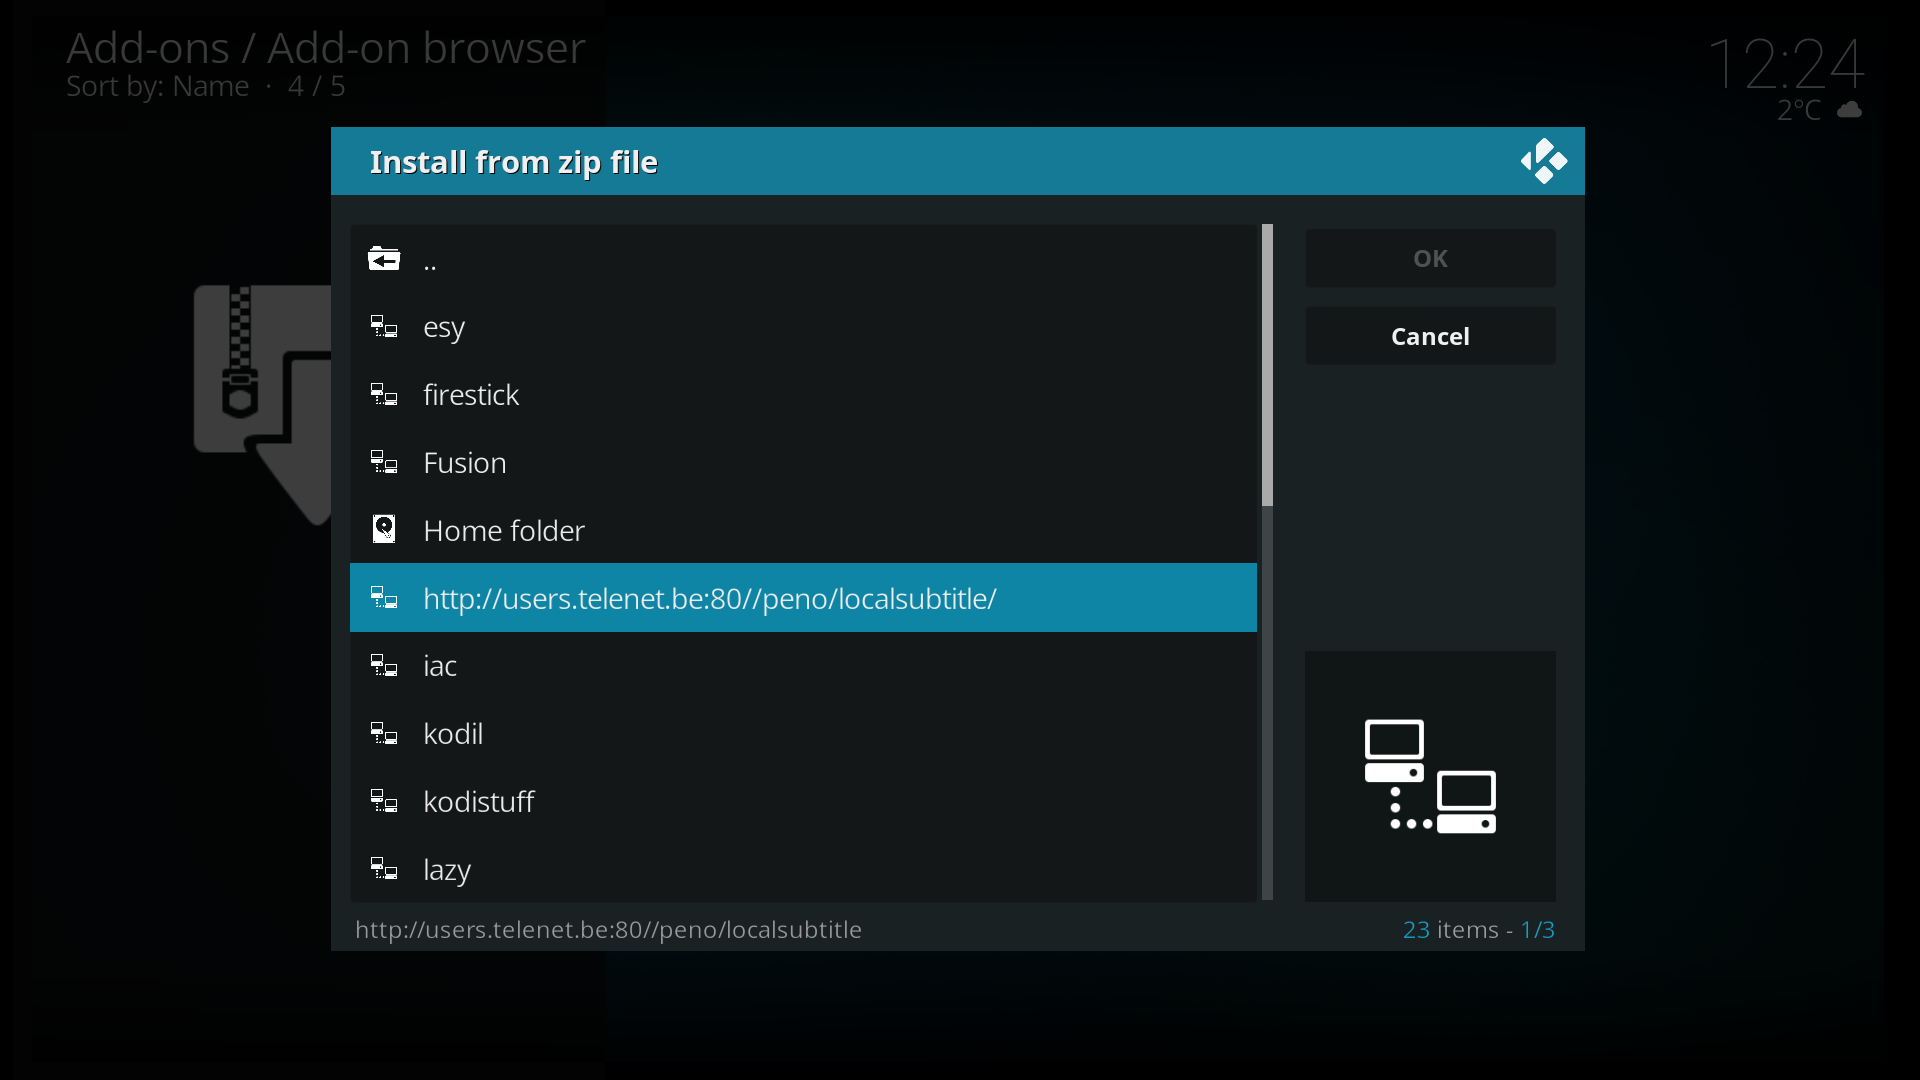 Add-ons / Add-on browser
Sort by: Name · 4 / 5
12:24
2°C
Install from zip file
..
esy
firestick
Fusion
Home folder
http://users.telenet.be:80//peno/localsubtitle/
iac
kodil
kodistuff
lazy
OK
Cancel
http://users.telenet.be:80//peno/localsubtitle
23 items - 1/3